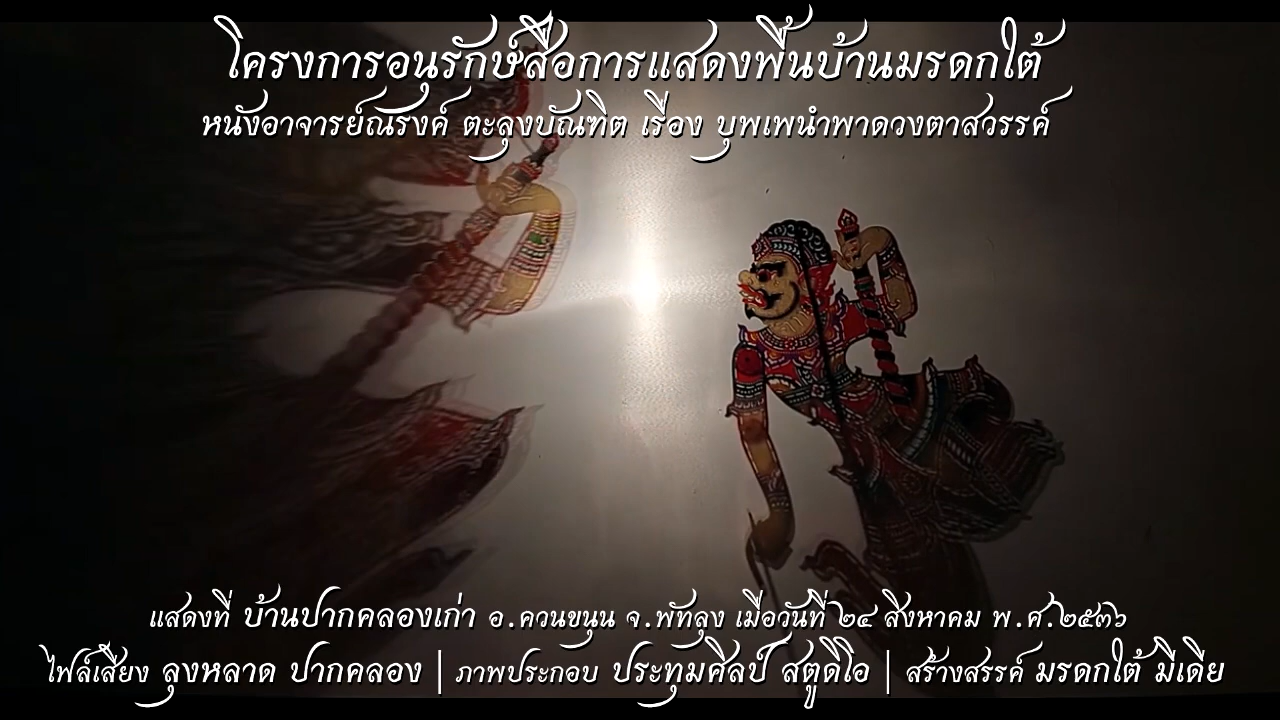 โครงการอนุรักษ์สื่อการแสดงพื้นบ้านมรดกใต้
หนังอาจารย์ณรงค์ ตะลุงบัณฑิต เรื่อง บุพเพนำพาดวงตาสวรรค์
แสดงที่ บ้านปากคลองเก่า อ.ควนขนุน จ.พัทลุง เมื่อวันที่ ๒๔ สิงหาคม พ.ศ.๒๕๓๖
ไฟล์เสียง ลุงหลาด ปากคลอง | ภาพประกอบ ประทุมศิลป์ สตูดิโอ | สร้างสรรค์ มรดกใต้ มีเดีย